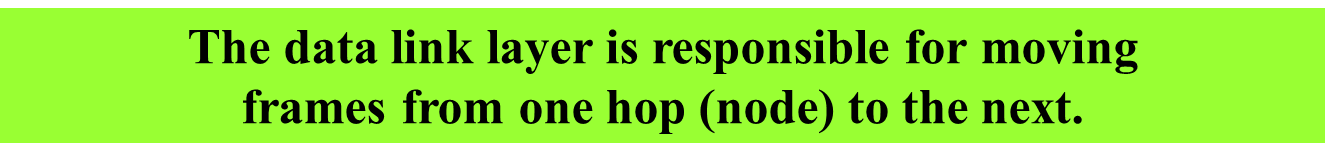 The data link layer is responsible for moving
frames from one hop (node) to the next.